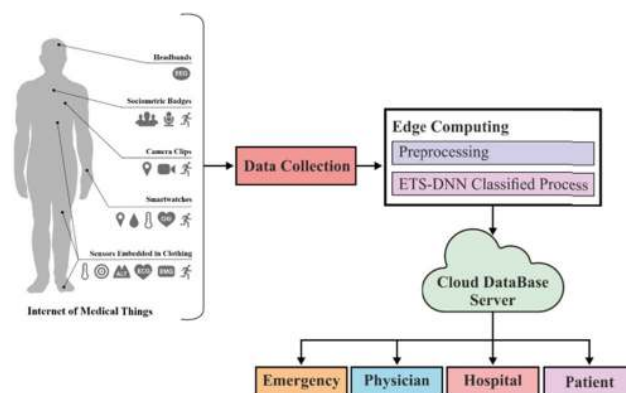 Headbands
EEG
Sociometric Badges
Camera Clips
Smartwatches
Sensors Embedded in Clothing
ECG
EMG
Internet of Medical Things
Data Collection
Edge Computing
Preprocessing
ETS-DNN Classified Process
Cloud DataBase
Server
Emergency
Physician
Hospital
Patient